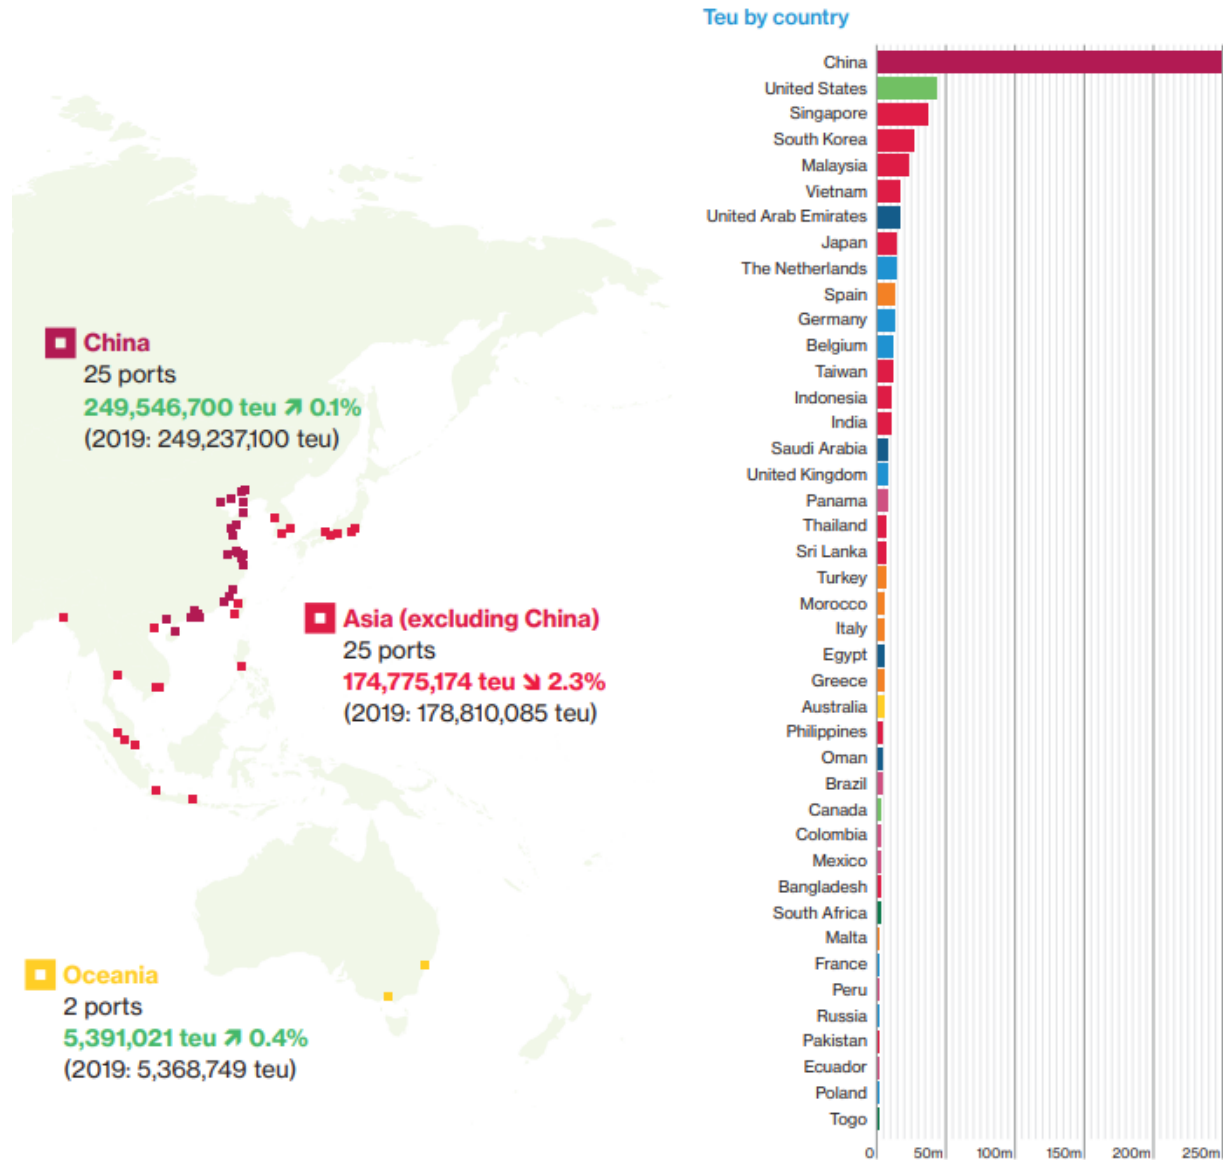 Teu by country
China
United States
Singapore
South Korea
Malaysia
Vietnam
United Arab Emirates
Japan
The Netherlands
Spain
Germany
Belgium
Taiwan
Indonesia
India
Saudi Arabia
United Kingdom
Panama
Thailand
Sri Lanka
Turkey
Morocco
Italy
Egypt
Greece
Australia
Philippines
Oman
Brazil
Canada
Colombia
Mexico
Bangladesh
South Africa
Malta
France
Peru
Russia
Pakistan
Ecuador
Poland
Togo
0 50m 100m 150m 200m 250m
China
25 ports
249,546,700 teu ↗ 0.1%
(2019: 249,237,100 teu)
Asia (excluding China)
25 ports
174,775,174 teu ↘ 2.3%
(2019: 178,810,085 teu)
Oceania
2 ports
5,391,021 teu ↗ 0.4%
(2019: 5,368,749 teu)